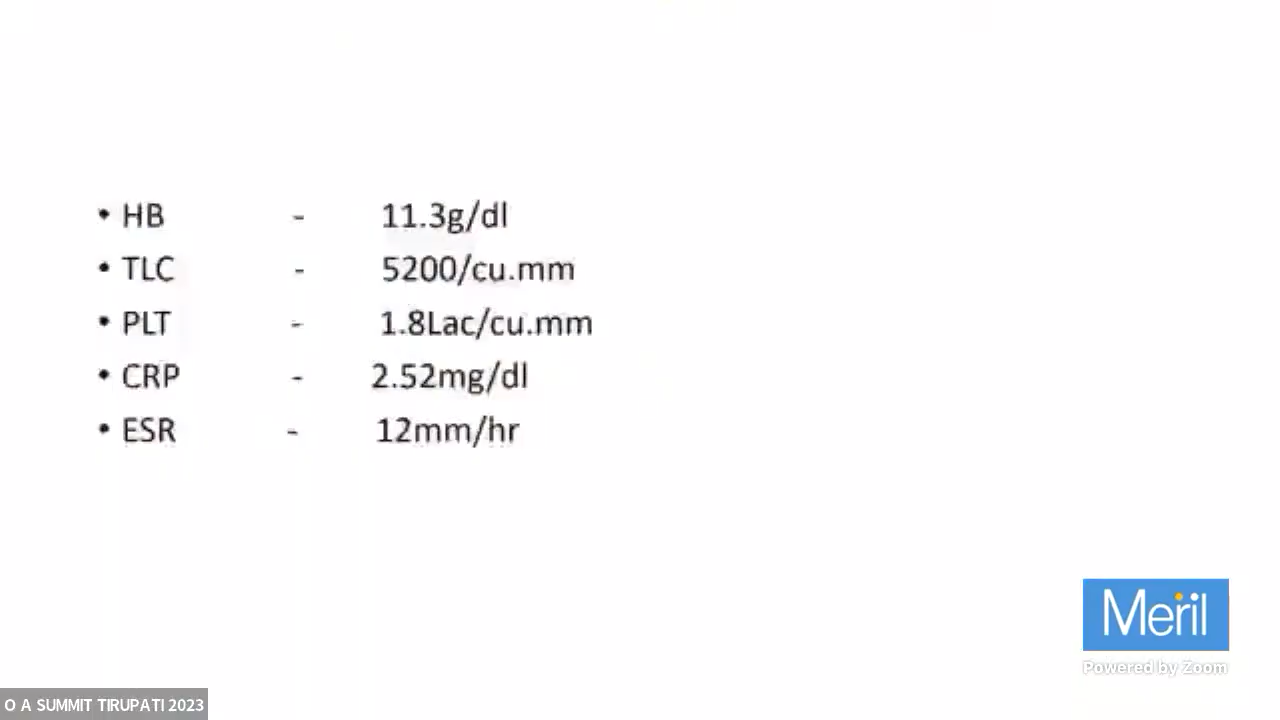 • HB - 11.3g/dl
• TLC - 5200/cu.mm
• PLT - 1.8Lac/cu.mm
• CRP - 2.52mg/dl
• ESR - 12mm/hr
Meril
Powered by Zoom
O A SUMMIT TIRUPATI 2023